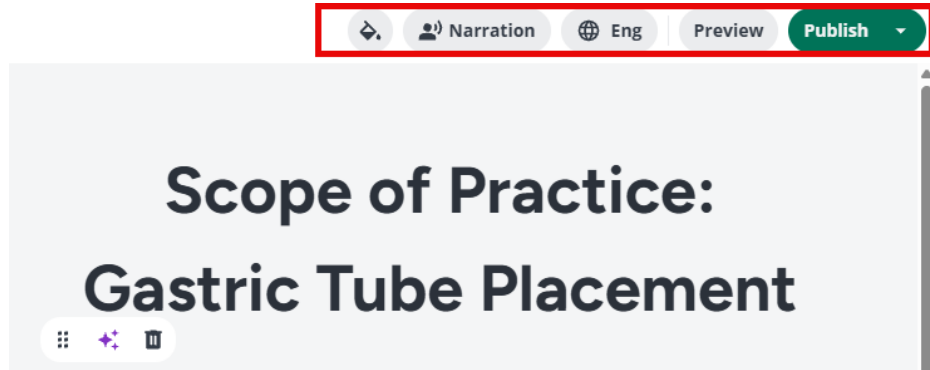 Narration Eng Preview Publish
Scope of Practice:
Gastric Tube Placement